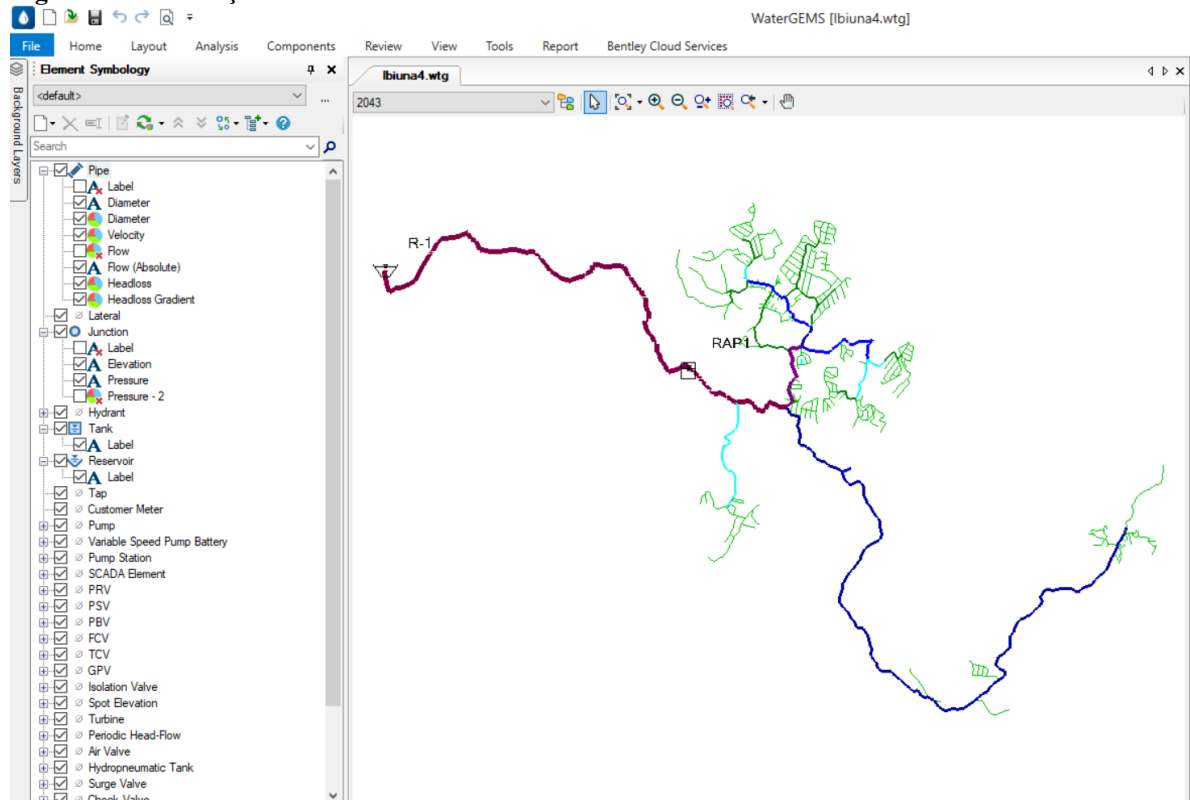 WaterGEMS [Ibiuna4.wtg]
File Home Layout Analysis Components Review View Tools Report Bentley Cloud Services
Background Layers
Element Symbology
<default>
...
Search
Pipe
Label
Diameter
Diameter
Velocity
Flow
Flow (Absolute)
Headloss
Headloss Gradient
Lateral
Junction
Label
Elevation
Pressure
Pressure - 2
Hydrant
Tank
Label
Reservoir
Label
Tap
Customer Meter
Pump
Variable Speed Pump Battery
Pump Station
SCADA Element
PRV
PSV
PBV
FCV
TCV
GPV
Isolation Valve
Spot Elevation
Turbine
Periodic Head-Flow
Air Valve
Hydropneumatic Tank
Surge Valve
Check Valve
Ibiuna4.wtg
2043
R-1
RAP1